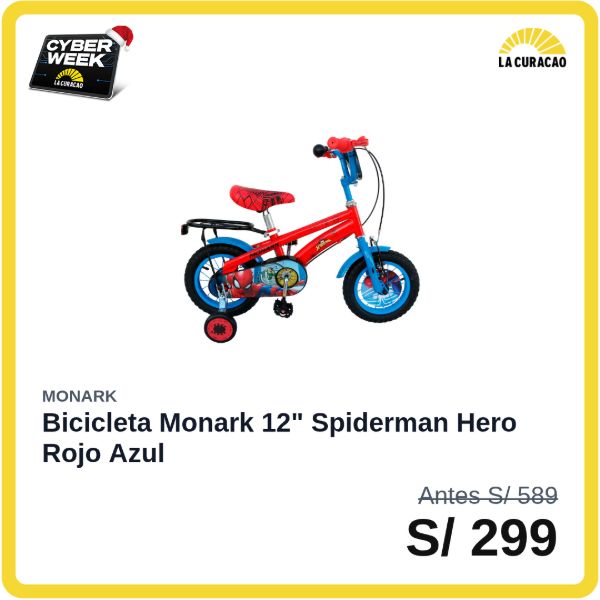 CYBER
WEEK
LA CURACAO
LA CURACAO
MONARK
Bicicleta Monark 12" Spiderman Hero
Rojo Azul
Antes S/ 589
S/ 299